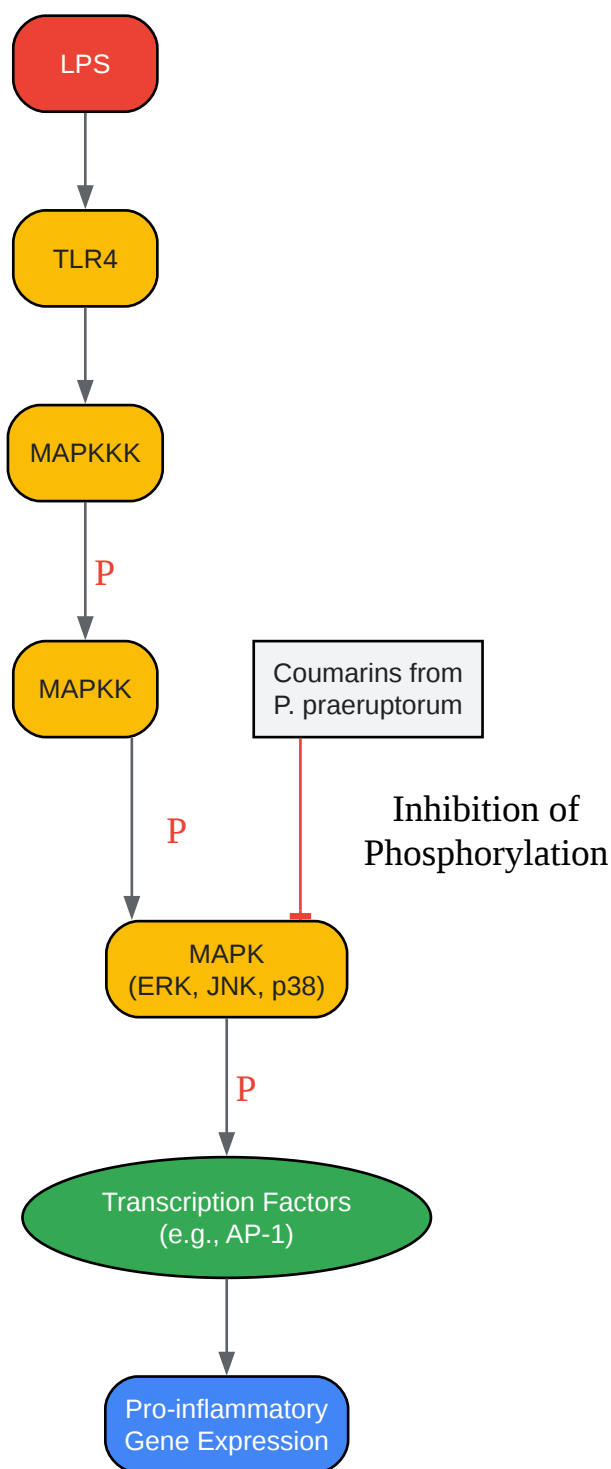 LPS
TLR4
MAPKKK
P
MAPKK
Coumarins from
P. praeruptorum
P
Inhibition of
Phosphorylation
MAPK
(ERK, JNK, p38)
P
Transcription Factors
(e.g., AP-1)
Pro-inflammatory
Gene Expression